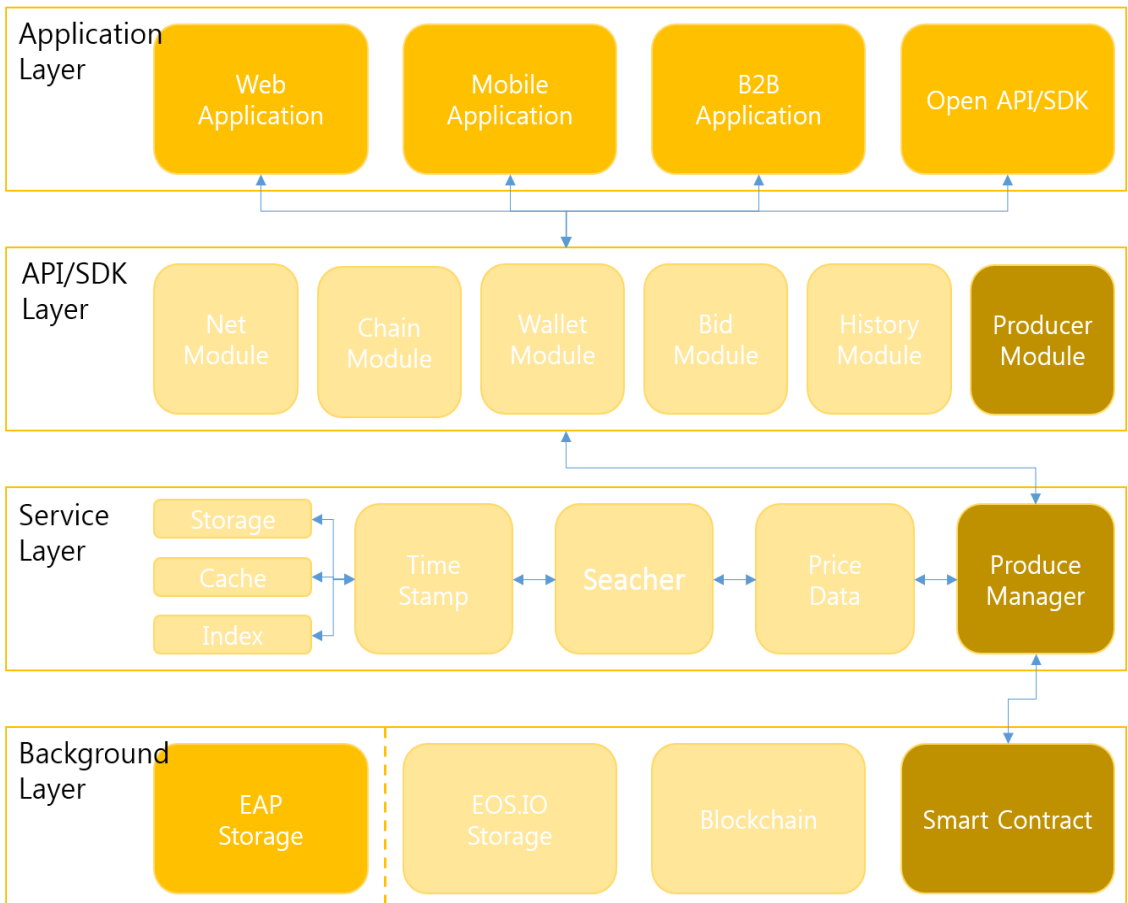 Application
Layer
Web
Application
Mobile
Application
B2B
Application
Open API/SDK
API/SDK
Layer
Net
Module
Chain
Module
Wallet
Module
Bid
Module
History
Module
Producer
Module
Service
Layer
Storage
Cache
Index
Time
Stamp
Seacher
Price
Data
Produce
Manager
Background
Layer
EAP
Storage
EOS.IO
Storage
Blockchain
Smart Contract